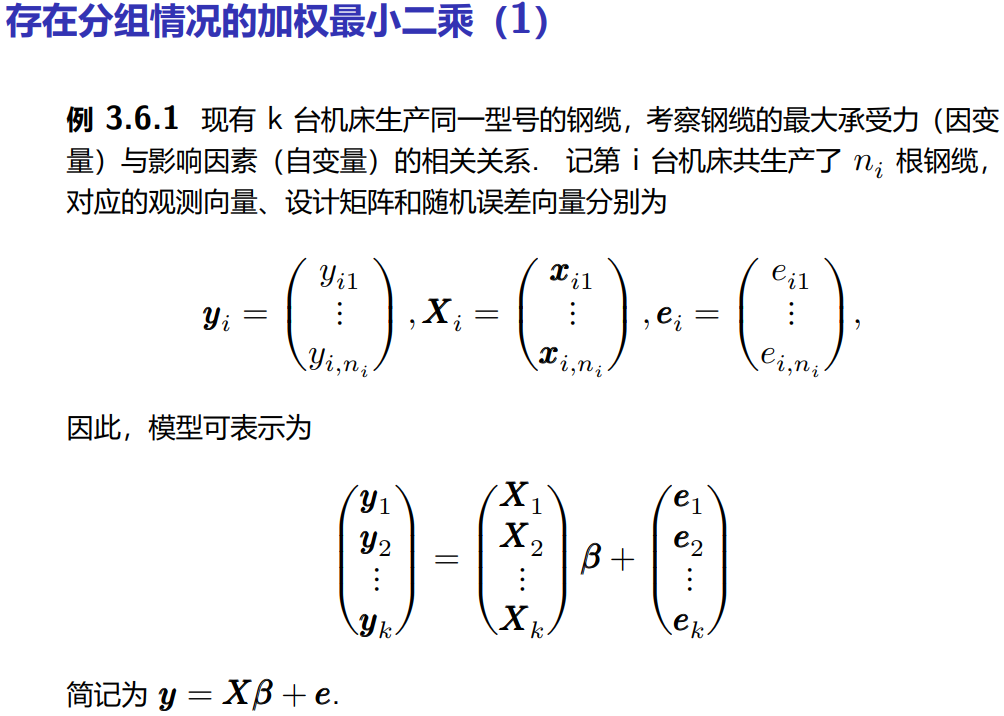 存在分组情况的加权最小二乘（1）
例 3.6.1 现有 k 台机床生产同一型号的钢缆，考察钢缆的最大承受力（因变
量）与影响因素（自变量）的相关关系． 记第 i 台机床共生产了 $n_i$ 根钢缆，
对应的观测向量、设计矩阵和随机误差向量分别为
$\boldsymbol{y}_i = \begin{pmatrix} y_{i1} \\ \vdots \\ y_{i,n_i} \end{pmatrix}, \boldsymbol{X}_i = \begin{pmatrix} \boldsymbol{x}_{i1} \\ \vdots \\ \boldsymbol{x}_{i,n_i} \end{pmatrix}, \boldsymbol{e}_i = \begin{pmatrix} e_{i1} \\ \vdots \\ e_{i,n_i} \end{pmatrix},$
因此，模型可表示为
$\begin{pmatrix} \boldsymbol{y}_1 \\ \boldsymbol{y}_2 \\ \vdots \\ \boldsymbol{y}_k \end{pmatrix} = \begin{pmatrix} \boldsymbol{X}_1 \\ \boldsymbol{X}_2 \\ \vdots \\ \boldsymbol{X}_k \end{pmatrix} \boldsymbol{\beta} + \begin{pmatrix} \boldsymbol{e}_1 \\ \boldsymbol{e}_2 \\ \vdots \\ \boldsymbol{e}_k \end{pmatrix}$
简记为 $\boldsymbol{y} = \boldsymbol{X}\boldsymbol{\beta} + \boldsymbol{e}$.